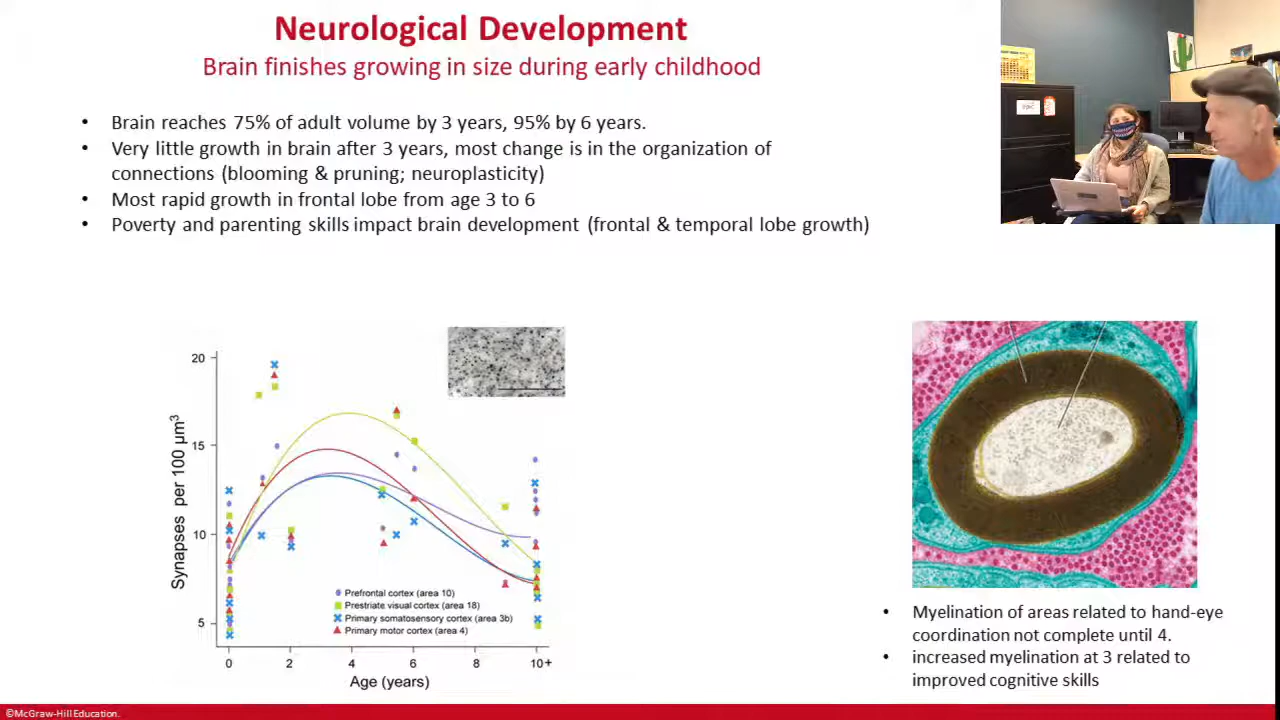 Neurological Development
Brain finishes growing in size during early childhood
• Brain reaches 75% of adult volume by 3 years, 95% by 6 years.
• Very little growth in brain after 3 years, most change is in the organization of
connections (blooming & pruning; neuroplasticity)
• Most rapid growth in frontal lobe from age 3 to 6
• Poverty and parenting skills impact brain development (frontal & temporal lobe growth)
Synapses per 100 μm³
20
15
10
5
Prefrontal cortex (area 10)
Prestriate visual cortex (area 18)
Primary somatosensory cortex (area 3b)
Primary motor cortex (area 4)
0 2 4 6 8 10+
Age (years)
• Myelination of areas related to hand-eye
coordination not complete until 4.
• increased myelination at 3 related to
improved cognitive skills
©McGraw-Hill Education.